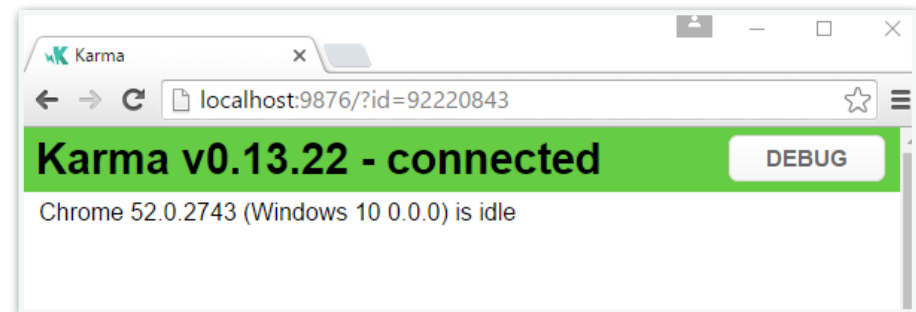 Karma
localhost:9876/?id=92220843
Karma v0.13.22 - connected
DEBUG
Chrome 52.0.2743 (Windows 10 0.0.0) is idle